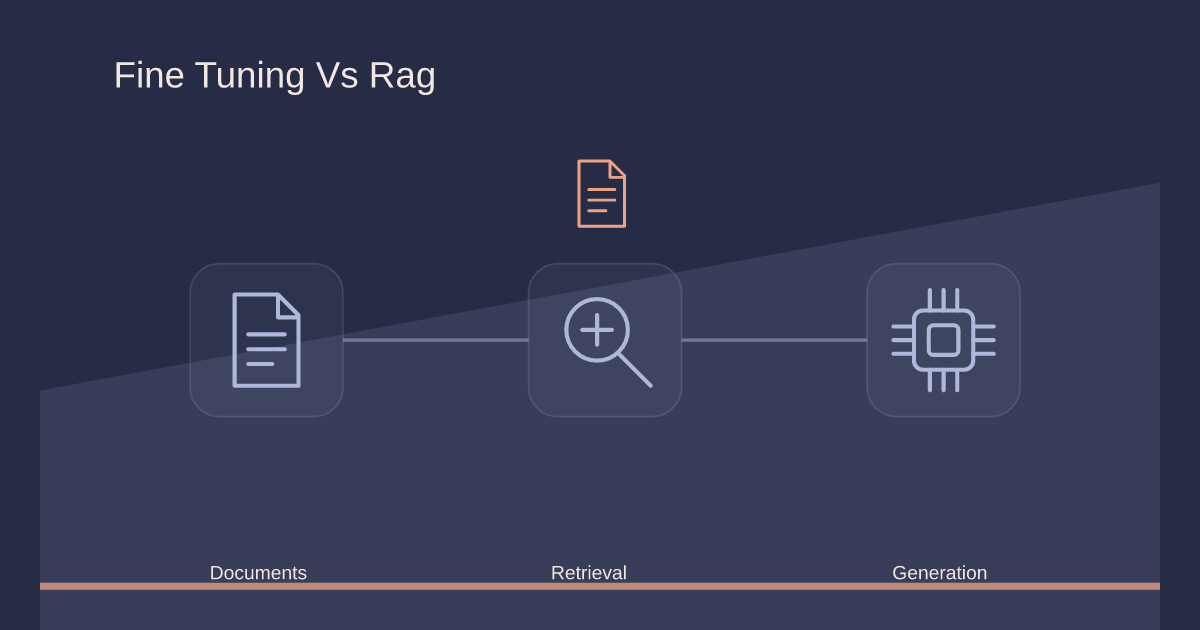 Fine Tuning Vs Rag
Documents
Retrieval
Generation